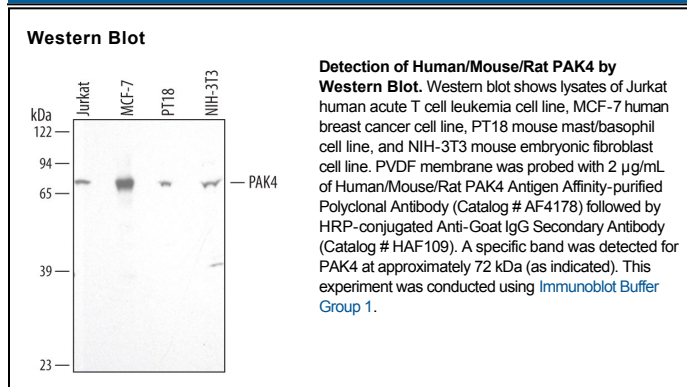 Western Blot
Jurkat
MCF-7
PT18
NIH-3T3
kDa
122
94
65
39
23
PAK4
Detection of Human/Mouse/Rat PAK4 by
Western Blot. Western blot shows lysates of Jurkat
human acute T cell leukemia cell line, MCF-7 human
breast cancer cell line, PT18 mouse mast/basophil
cell line, and NIH-3T3 mouse embryonic fibroblast
cell line. PVDF membrane was probed with 2 µg/mL
of Human/Mouse/Rat PAK4 Antigen Affinity-purified
Polyclonal Antibody (Catalog # AF4178) followed by
HRP-conjugated Anti-Goat IgG Secondary Antibody
(Catalog # HAF109). A specific band was detected for
PAK4 at approximately 72 kDa (as indicated). This
experiment was conducted using Immunoblot Buffer
Group 1.